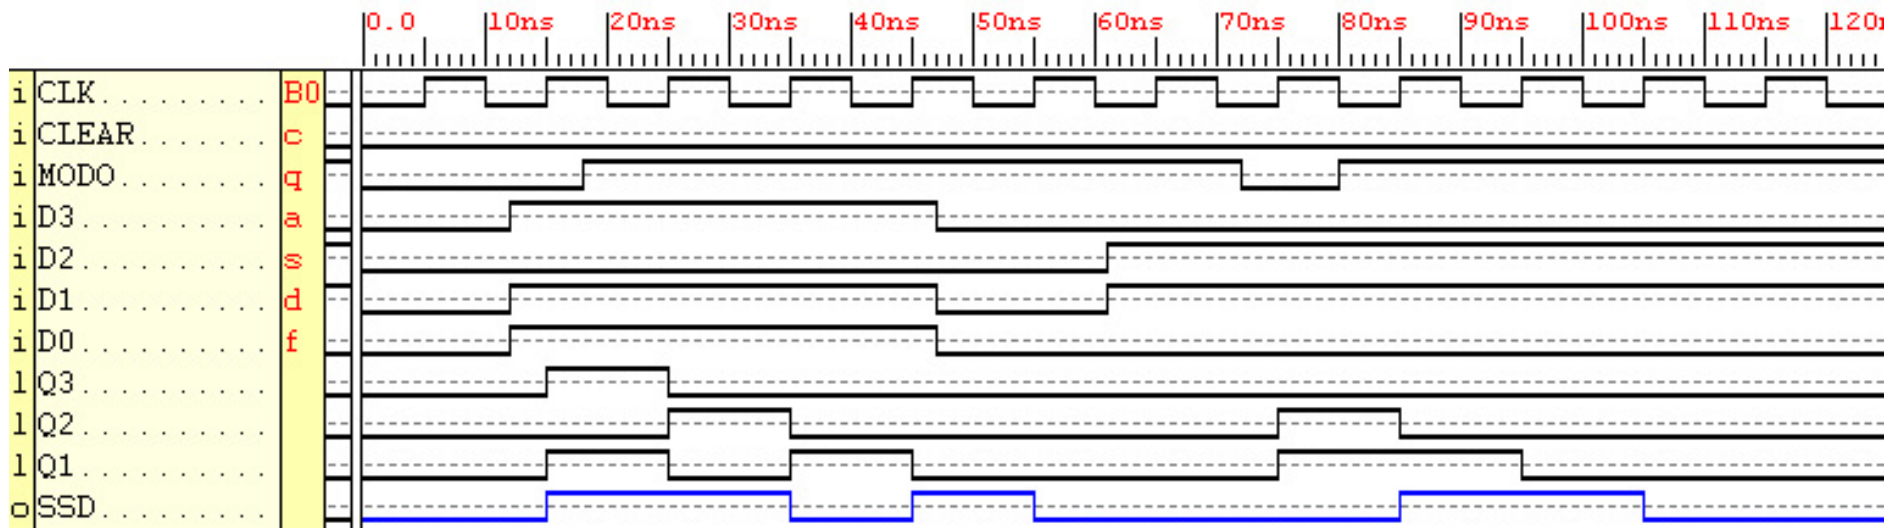 0.0 10ns 20ns 30ns 40ns 50ns 60ns 70ns 80ns 90ns 100ns 110ns 120n
i CLK......... B0
i CLEAR....... c
i MODO........ q
i D3.......... a
i D2.......... s
i D1.......... d
i D0.......... f
l Q3..........
l Q2..........
l Q1..........
o SSD.........